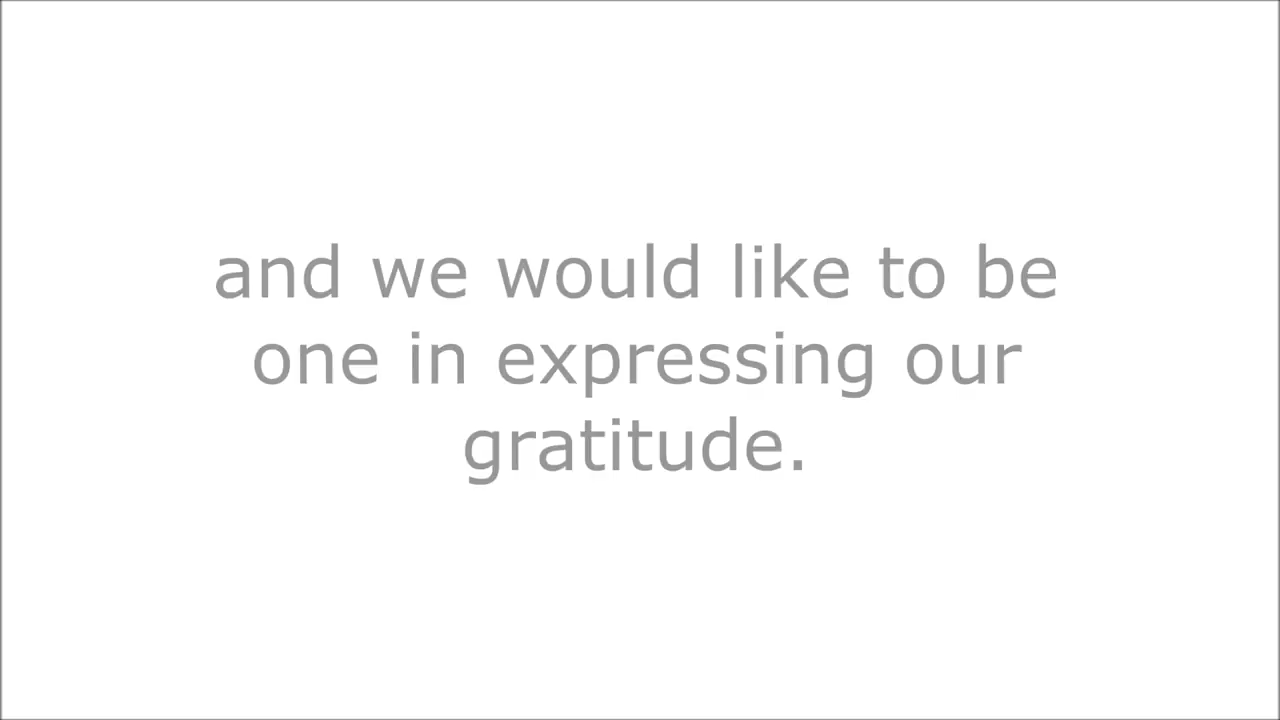 and we would like to be
one in expressing our
gratitude.